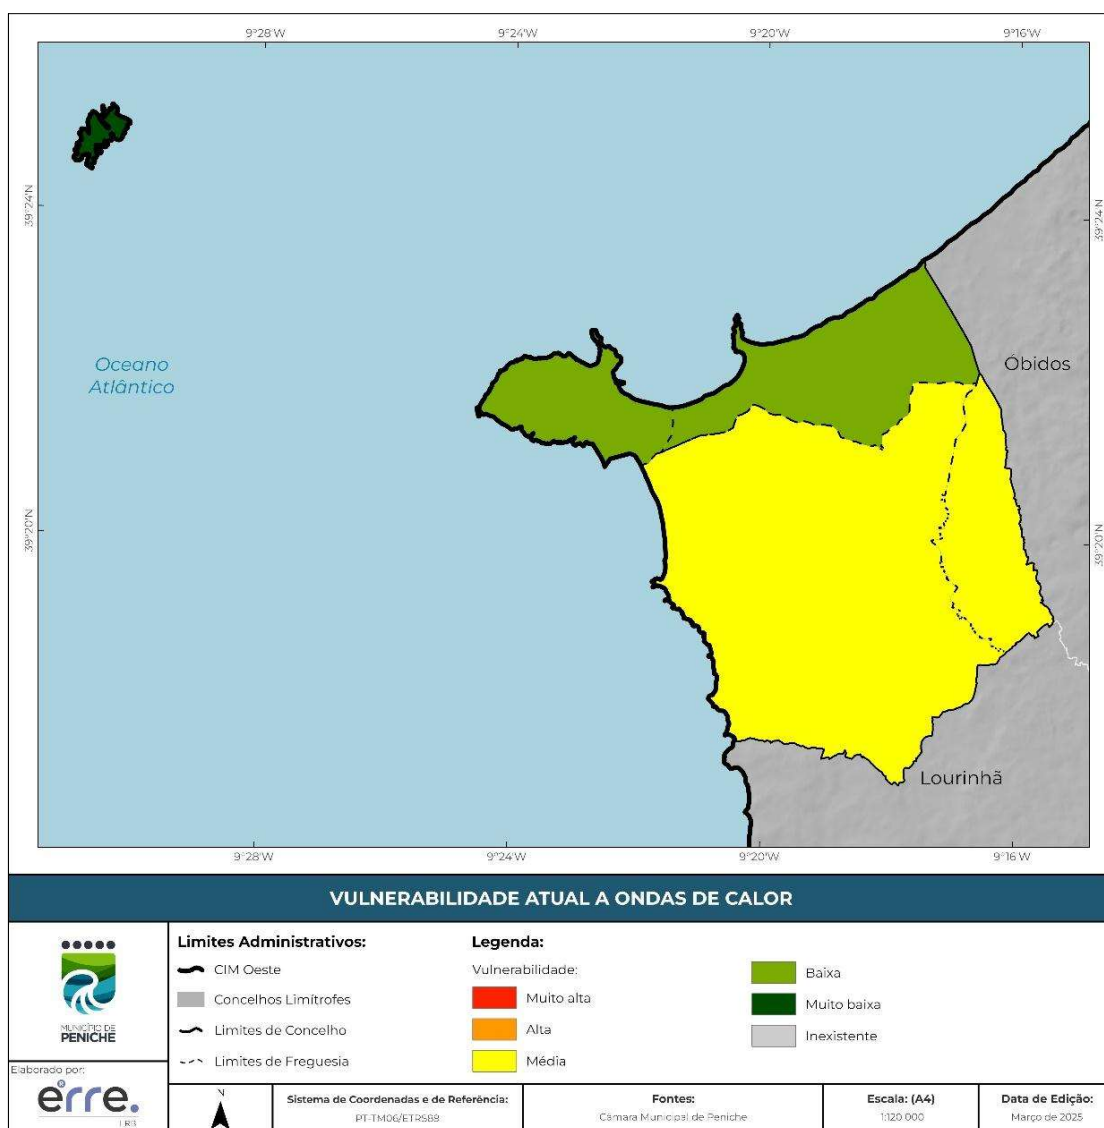 9°28'W 9°24'W 9°20'W 9°16'W
39°24'N 39°24'N
Oceano
Atlântico
Óbidos
39°20'N 39°20'N
Lourinhã
9°28'W 9°24'W 9°20'W 9°16'W
VULNERABILIDADE ATUAL A ONDAS DE CALOR
MUNICÍPIO DE
PENICHE
Elaborado por:
erre.
LRB
Limites Administrativos:
CIM Oeste
Concelhos Limítrofes
Limites de Concelho
Limites de Freguesia
Legenda:
Vulnerabilidade:
Muito alta
Alta
Média
Baixa
Muito baixa
Inexistente
N
Sistema de Coordenadas e de Referência:
PT-TM06/ETRS89
Fontes:
Câmara Municipal de Peniche
Escala: (A4)
1:120 000
Data de Edição:
Março de 2025